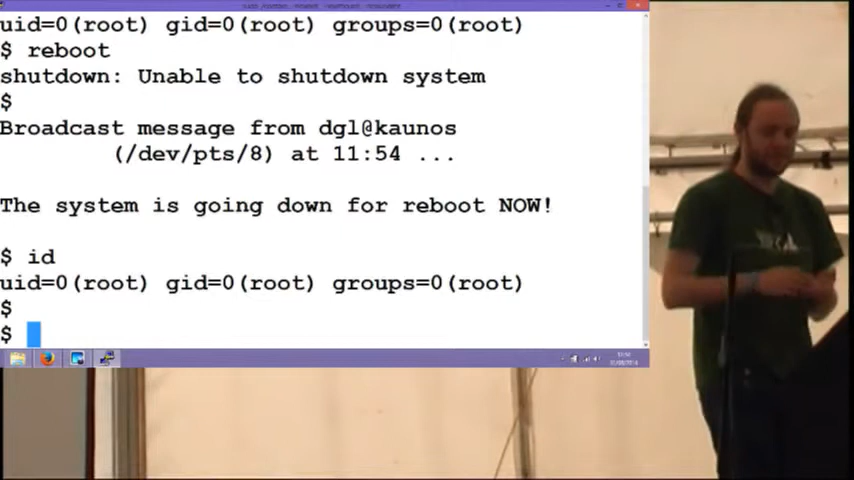 uid=0(root) gid=0(root) groups=0(root)
$ reboot
shutdown: Unable to shutdown system
$
Broadcast message from dgl@kaunos
(/dev/pts/8) at 11:54 ...
The system is going down for reboot NOW!
$ id
uid=0(root) gid=0(root) groups=0(root)
$
$